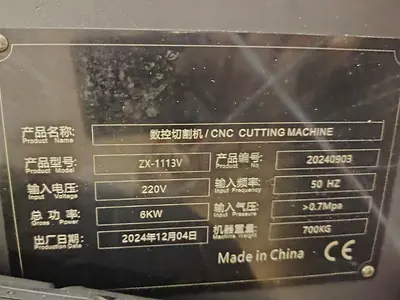 产品名称: 数控切割机/CNC CUTTING MACHINE
Product Name
产品型号: ZX-1113V 产品编号: 20240903
Product Model Product No.
输入电压: 220V 输入频率: 50 HZ
Input Voltage Input Frequency
总功率: 6KW 输入气压: >0.7Mpa
Gross Power Input Pressure
出厂日期: 2024年12月04日 机器重量: 700KG
Production Date Machine Weight
Made in China CE